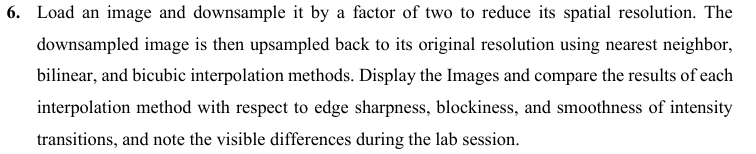 6. Load an image and downsample it by a factor of two to reduce its spatial resolution. The
downsampled image is then upsampled back to its original resolution using nearest neighbor,
bilinear, and bicubic interpolation methods. Display the Images and compare the results of each
interpolation method with respect to edge sharpness, blockiness, and smoothness of intensity
transitions, and note the visible differences during the lab session.